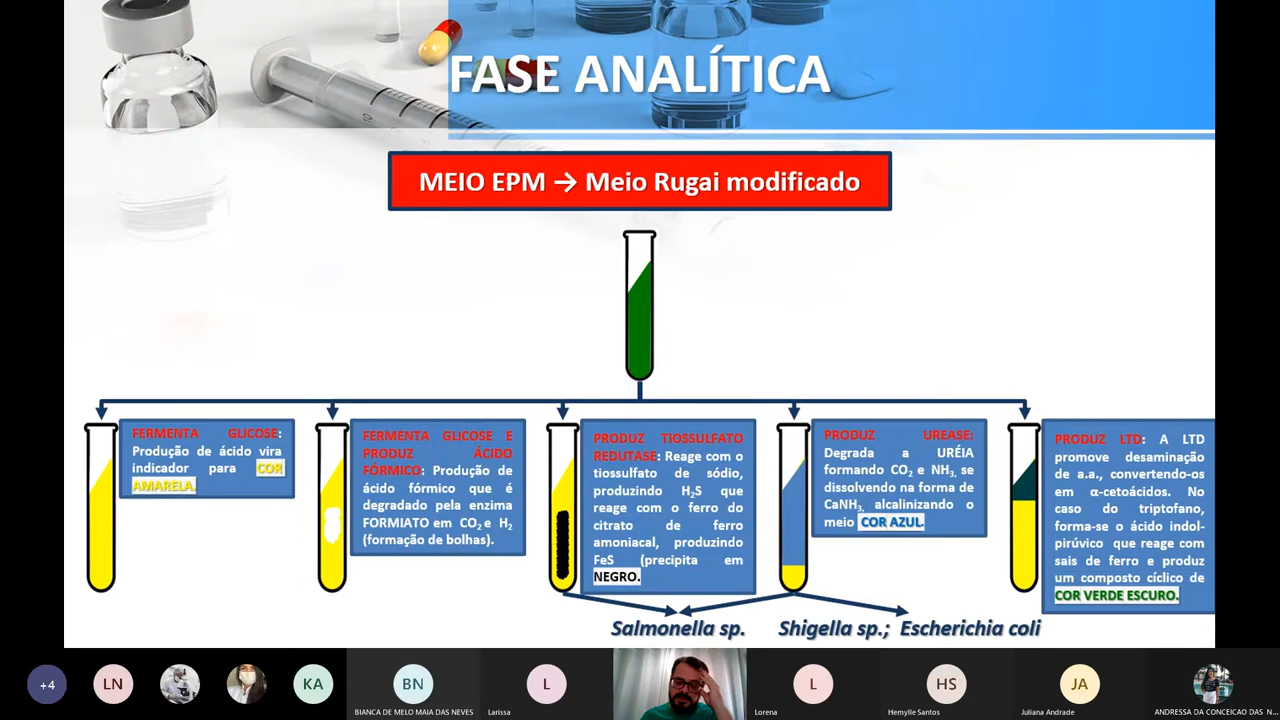 FASE ANALÍTICA
MEIO EPM → Meio Rugai modificado
FERMENTA GLICOSE:
Produção de ácido vira
indicador para COR
AMARELA.
FERMENTA GLICOSE E
PRODUZ ÁCIDO
FÓRMICO: Produção de
ácido fórmico que é
degradado pela enzima
FORMIATO em CO₂ e H₂
(formação de bolhas).
PRODUZ TIOSSULFATO
REDUTASE: Reage com o
tiossulfato de sódio,
produzindo H₂S que
reage com o ferro do
citrato de ferro
amoniacal, produzindo
FeS (precipita em
NEGRO.
PRODUZ UREASE:
Degrada a URÉIA
formando CO₂ e NH₃, se
dissolvendo na forma de
CaNH₃, alcalinizando o
meio COR AZUL.
PRODUZ LTD: A LTD
promove desaminação
de a.a., convertendo-os
em α-cetoácidos. No
caso do triptofano,
forma-se o ácido indol-
pirúvico que reage com
sais de ferro e produz
um composto cíclico de
COR VERDE ESCURO.
Salmonella sp.
Shigella sp.; Escherichia coli
+4
LN
KA
BN
BIANCA DE MELO MAIA DAS NEVES
L
Larissa
L
Lorena
HS
Hemylle Santos
JA
Juliana Andrade
ANDRESSA DA CONCEICAO DAS N...